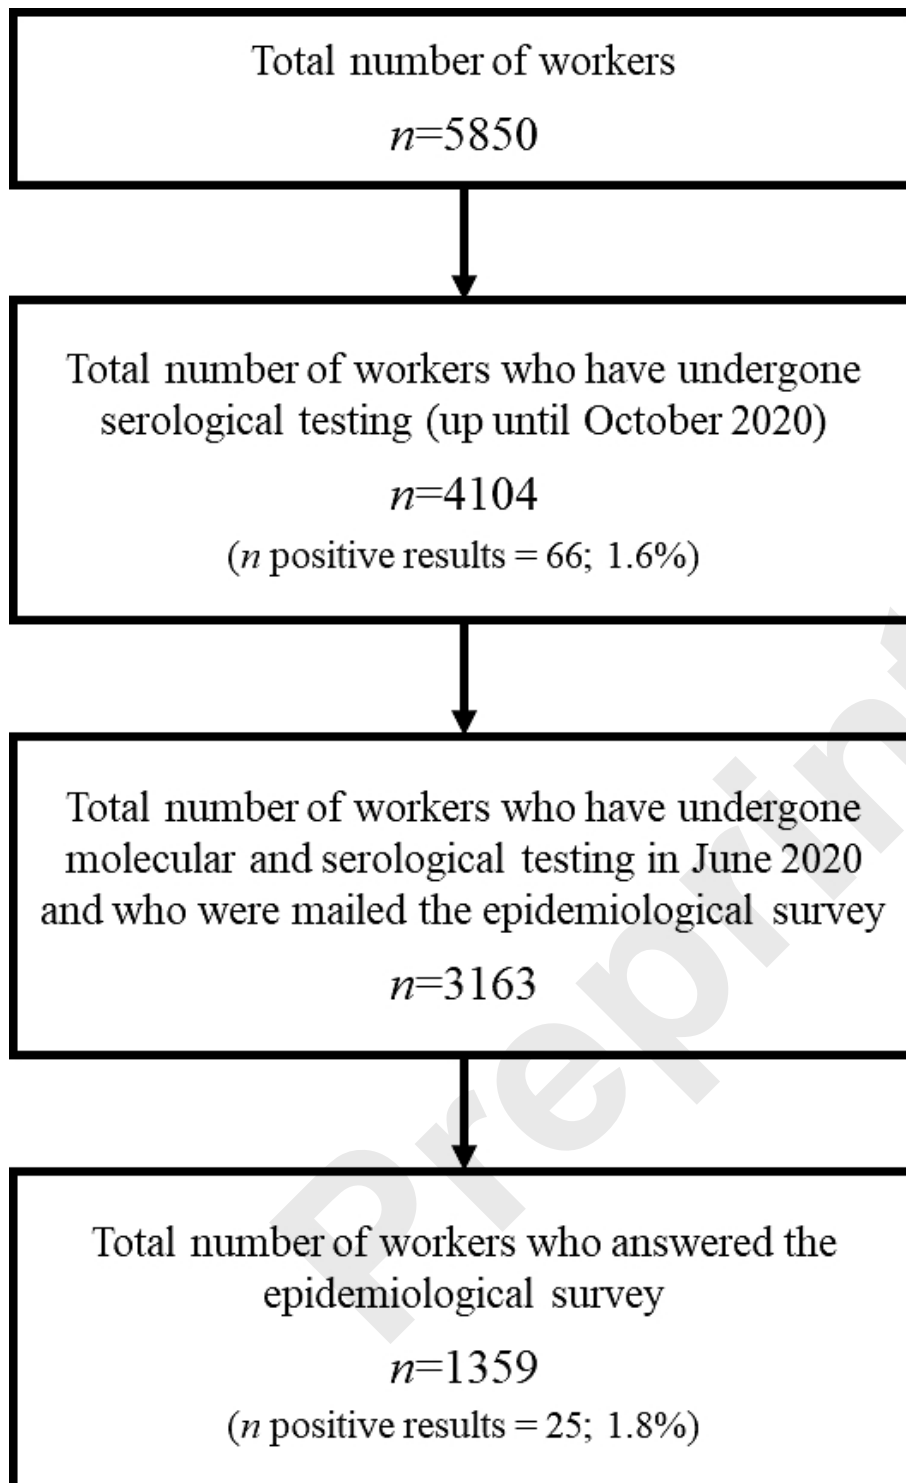 Total number of workers
n=5850
Total number of workers who have undergone
serological testing (up until October 2020)
n=4104
(n positive results = 66; 1.6%)
Total number of workers who have undergone
molecular and serological testing in June 2020
and who were mailed the epidemiological survey
n=3163
Total number of workers who answered the
epidemiological survey
n=1359
(n positive results = 25; 1.8%)
Preprint